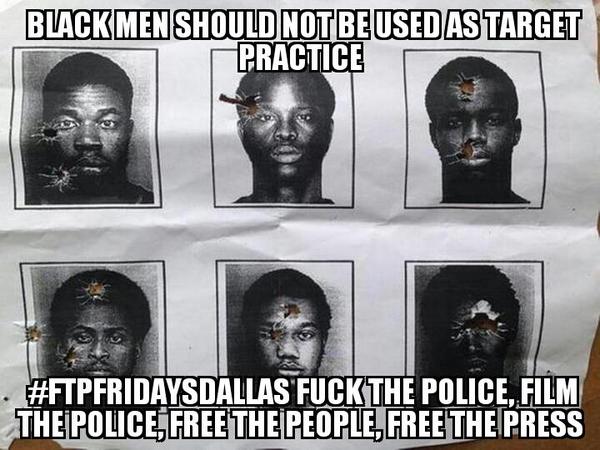 BLACK MEN SHOULD NOT BE USED AS TARGET
PRACTICE
#FTPFRIDAYSDALLAS FUCK THE POLICE, FILM
THE POLICE, FREE THE PEOPLE, FREE THE PRESS